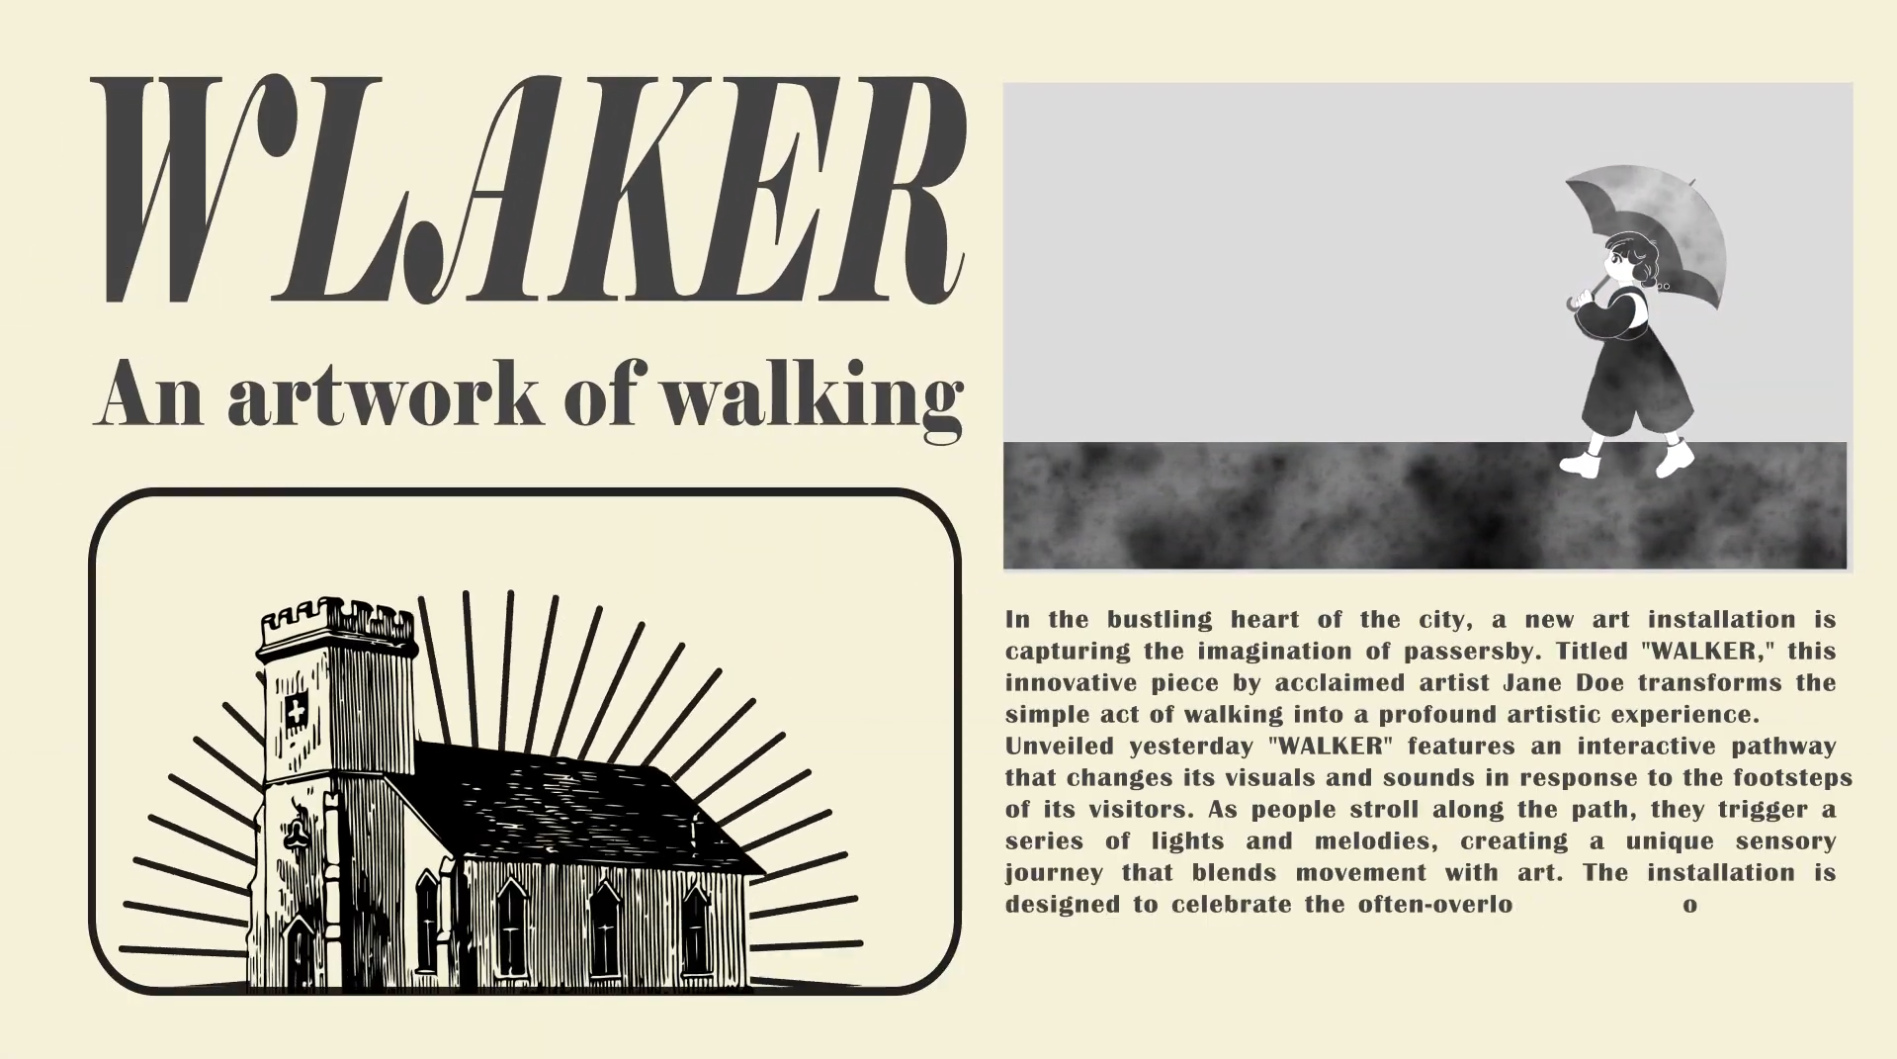 WLAKER
An artwork of walking
In the bustling heart of the city, a new art installation is
capturing the imagination of passersby. Titled "WALKER," this
innovative piece by acclaimed artist Jane Doe transforms the
simple act of walking into a profound artistic experience.
Unveiled yesterday "WALKER" features an interactive pathway
that changes its visuals and sounds in response to the footsteps
of its visitors. As people stroll along the path, they trigger a
series of lights and melodies, creating a unique sensory
journey that blends movement with art. The installation is
designed to celebrate the often-overlo o